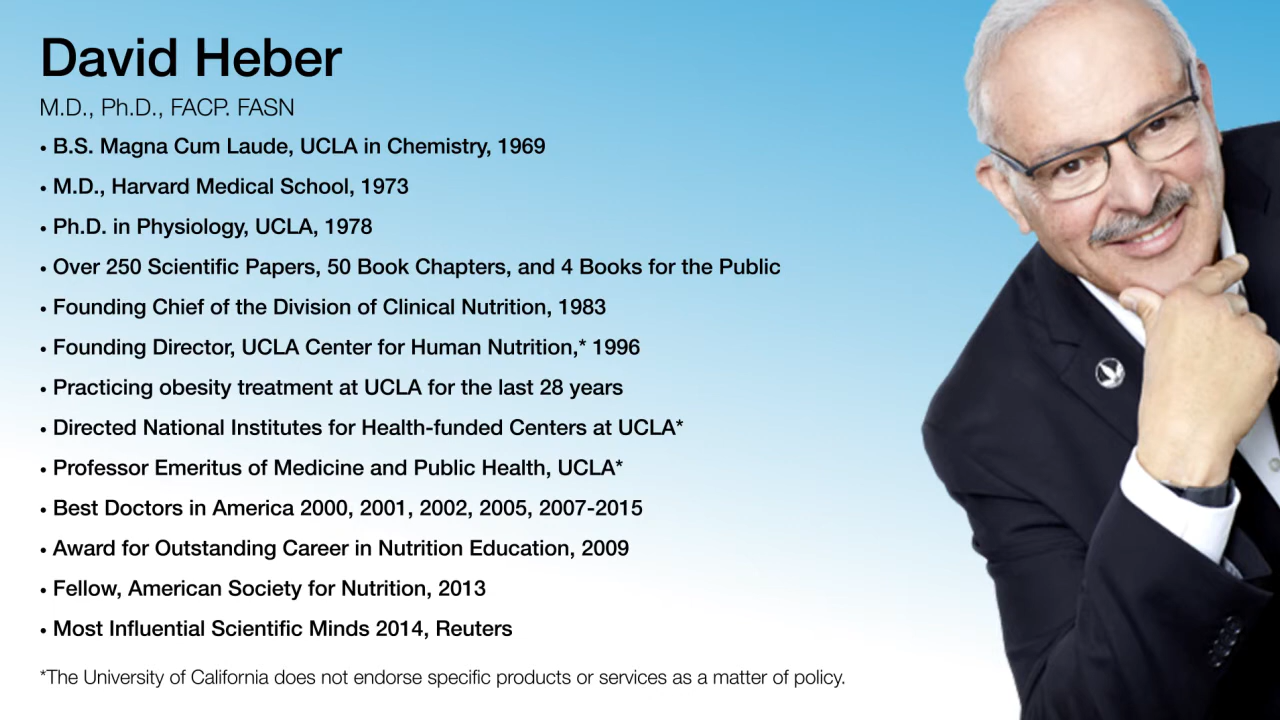 David Heber
M.D., Ph.D., FACP. FASN
• B.S. Magna Cum Laude, UCLA in Chemistry, 1969
• M.D., Harvard Medical School, 1973
• Ph.D. in Physiology, UCLA, 1978
• Over 250 Scientific Papers, 50 Book Chapters, and 4 Books for the Public
• Founding Chief of the Division of Clinical Nutrition, 1983
• Founding Director, UCLA Center for Human Nutrition,* 1996
• Practicing obesity treatment at UCLA for the last 28 years
• Directed National Institutes for Health-funded Centers at UCLA*
• Professor Emeritus of Medicine and Public Health, UCLA*
• Best Doctors in America 2000, 2001, 2002, 2005, 2007-2015
• Award for Outstanding Career in Nutrition Education, 2009
• Fellow, American Society for Nutrition, 2013
• Most Influential Scientific Minds 2014, Reuters
*The University of California does not endorse specific products or services as a matter of policy.